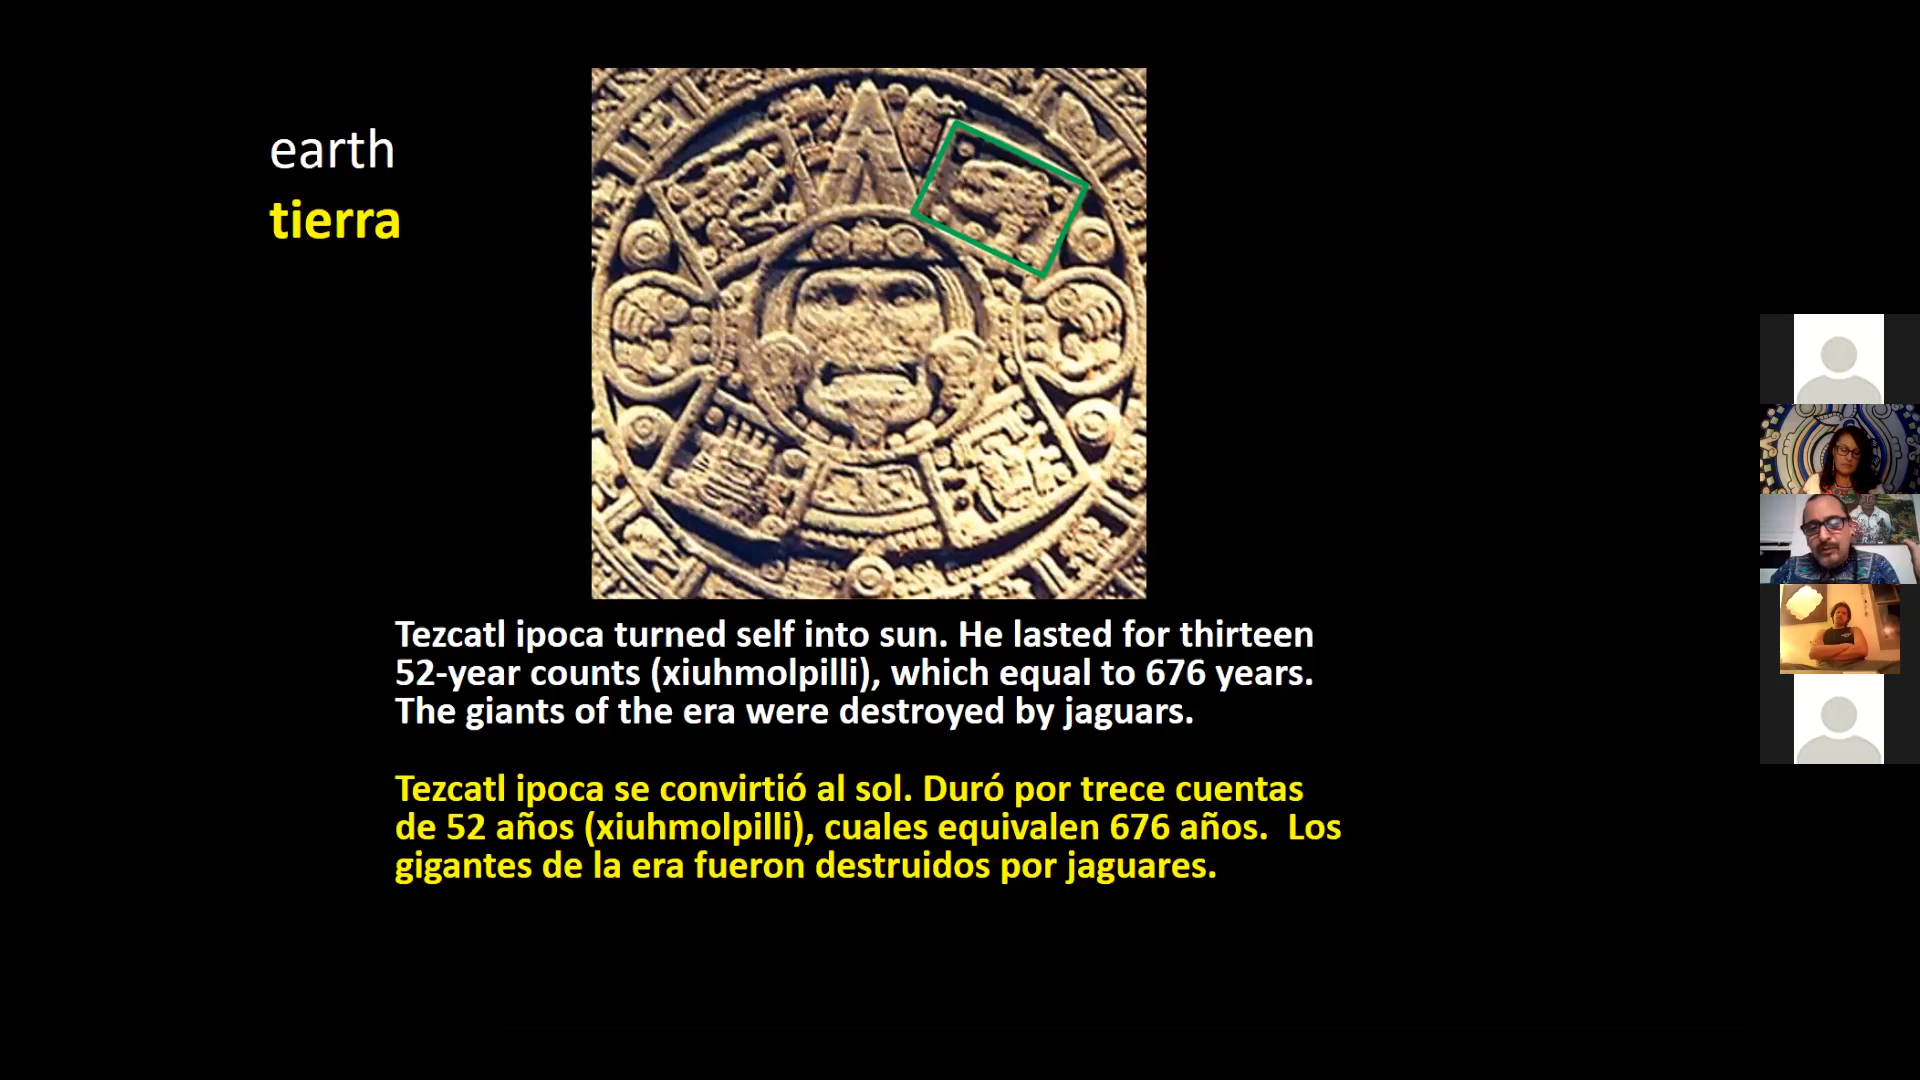 earth
tierra
Tezcatl ipoca turned self into sun. He lasted for thirteen
52-year counts (xiuhmolpilli), which equal to 676 years.
The giants of the era were destroyed by jaguars.
Tezcatl ipoca se convirtió al sol. Duró por trece cuentas
de 52 años (xiuhmolpilli), cuales equivalen 676 años.  Los
gigantes de la era fueron destruidos por jaguares.